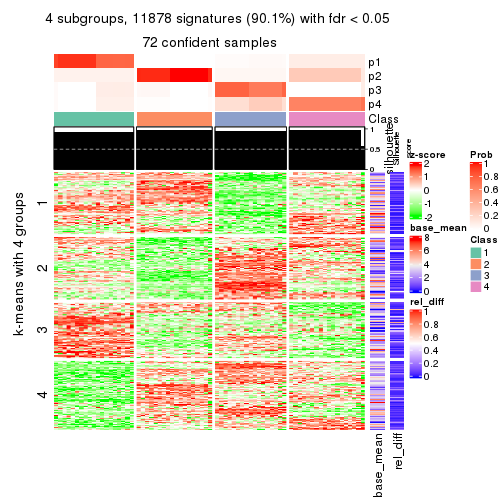 4 subgroups, 11878 signatures (90.1%) with fdr < 0.05
72 confident samples
p1
p2
p3
p4
Class
1
0.5
0
silhouette
Silhouette
score
k-means with 4 groups
1
2
3
4
base_mean
rel_diff
z-score
2
1
0
-1
-2
base_mean
8
6
4
2
0
rel_diff
1
0.8
0.6
0.4
0.2
0
Prob
1
0.8
0.6
0.4
0.2
0
Class
1
2
3
4